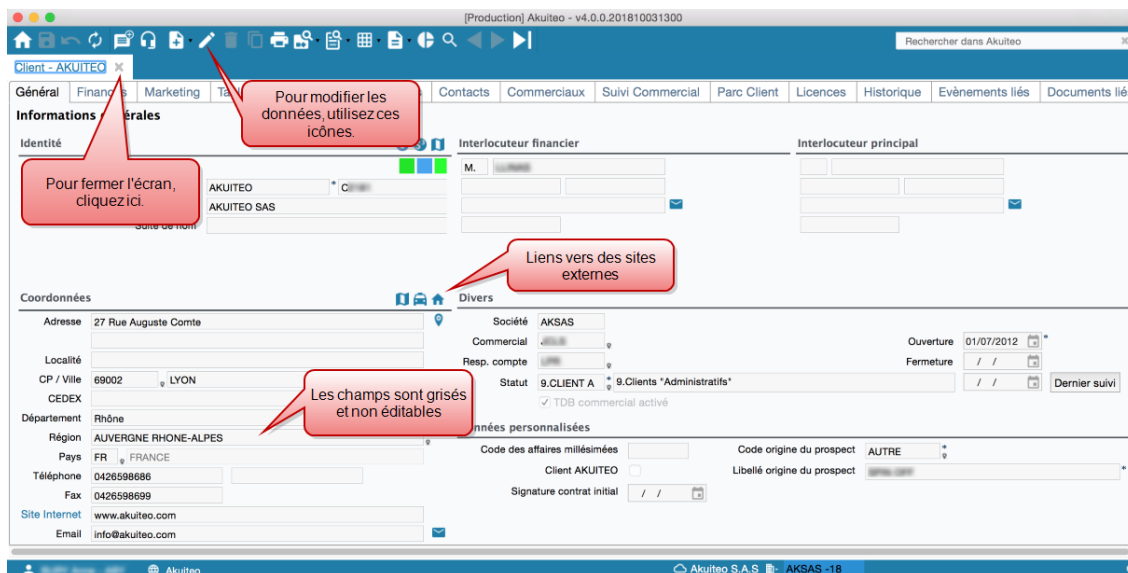 [Production] Akuiteo - v4.0.0.201810031300
Rechercher dans Akuiteo
Client - AKUITEO
Général Marketing Contacts Commerciaux Suivi Commercial Parc Client Licences Historique Evènements liés Documents lié
Pour modifier les
données, utilisez ces
icônes.
Informations générales
Identité Interlocuteur financier Interlocuteur principal
M.
Pour fermer l'écran,
cliquez ici.
AKUITEO * C
AKUITEO SAS
Suite de nom
Liens vers des sites
externes
Coordonnées Divers
Adresse 27 Rue Auguste Comte
Localité
CP / Ville 69002 LYON
CEDEX
Département Rhône
Région AUVERGNE RHONE-ALPES
Pays FR FRANCE
Téléphone 0426598686
Fax 0426598699
Site Internet www.akuiteo.com
Email info@akuiteo.com
Les champs sont grisés
et non éditables
Société AKSAS
Commercial Ouverture 01/07/2012 *
Resp. compte Fermeture / /
Statut 9.CLIENT A * 9.Clients "Administratifs" / / Dernier suivi
TDB commercial activé
Données personnalisées
Code des affaires millésimées Code origine du prospect AUTRE *
Client AKUITEO Libellé origine du prospect *
Signature contrat initial / /
Akuiteo Akuiteo S.A.S AKSAS -18